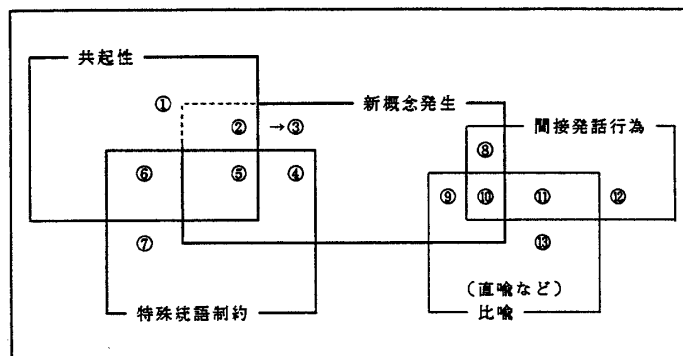 共起性
① 新概念発生
② →③ 間接発話行為
⑧
⑥ ⑤ ④ ⑨ ⑩ ⑪ ⑫
⑦ ⑬
(直喩など)
特殊統語制約 比喩